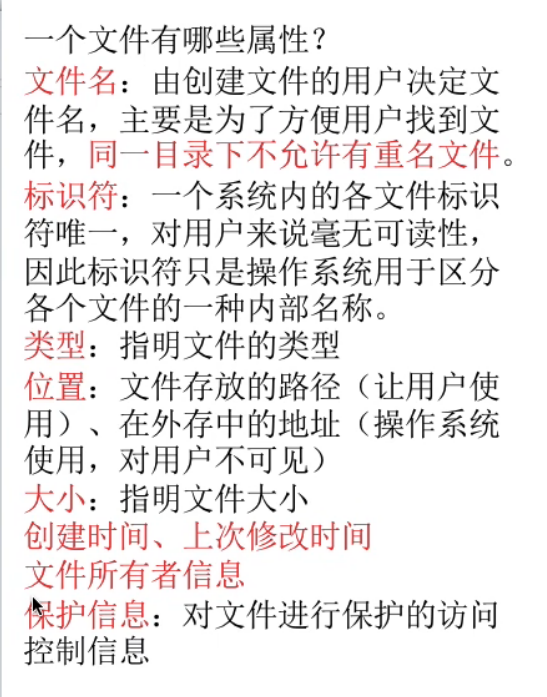 一个文件有哪些属性？
文件名：由创建文件的用户决定文
件名，主要是为了方便用户找到文
件，同一目录下不允许有重名文件。
标识符：一个系统内的各文件标识
符唯一，对用户来说毫无可读性，
因此标识符只是操作系统用于区分
各个文件的一种内部名称。
类型：指明文件的类型
位置：文件存放的路径（让用户使
用）、在外存中的地址（操作系统
使用，对用户不可见）
大小：指明文件大小
创建时间、上次修改时间
文件所有者信息
保护信息：对文件进行保护的访问
控制信息